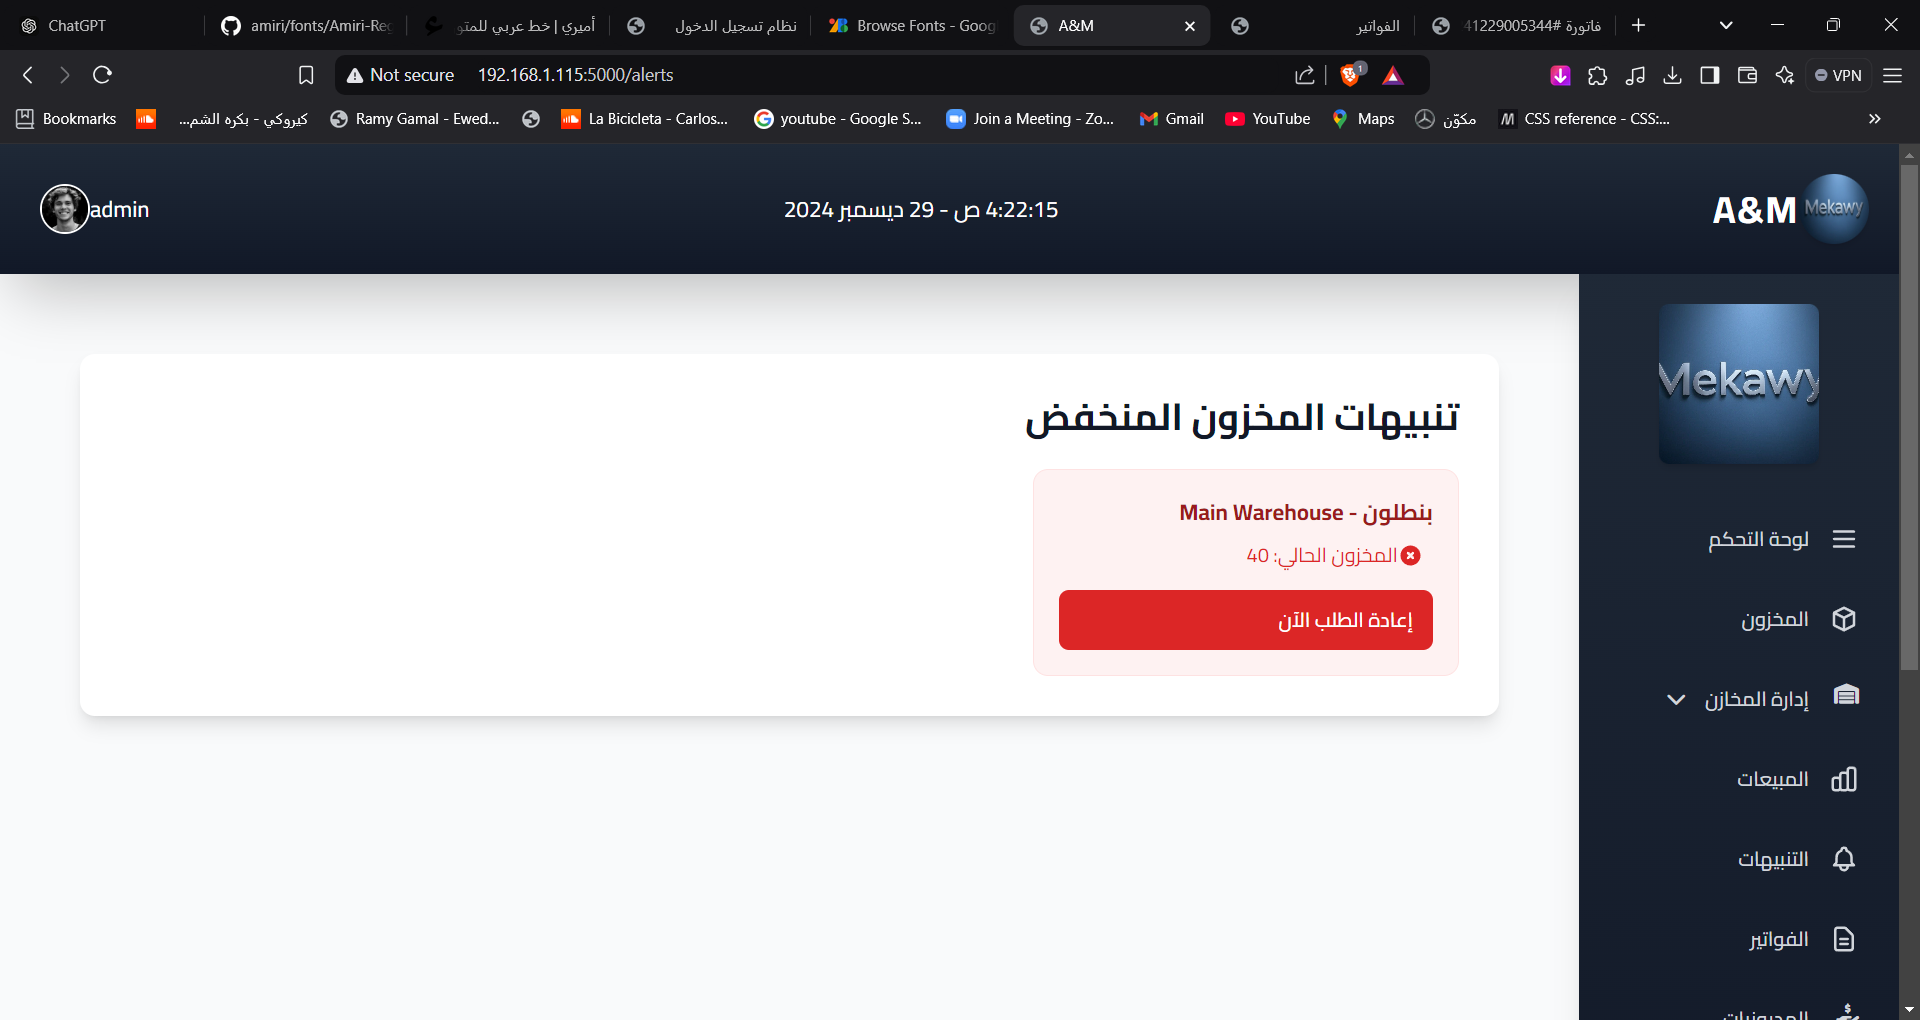 ChatGPT
amiri/fonts/Amiri-Reg
أميري | خط عربي للمتو
نظام تسجيل الدخول
Browse Fonts - Goog
A&M
الفواتير
فاتورة #41229005344
Not secure
192.168.1.115:5000/alerts
1
VPN
Bookmarks
كيروكي - بكره الشم...
Ramy Gamal - Ewed...
La Bicicleta - Carlos...
youtube - Google S...
Join a Meeting - Zo...
Gmail
YouTube
Maps
مكوّن
CSS reference - CSS:...
A&M
Mekawy
4:22:15 ص - 29 ديسمبر 2024
admin
Mekawy
لوحة التحكم
المخزون
إدارة المخازن
المبيعات
التنبيهات
الفواتير
تنبيهات المخزون المنخفض
بنطلون - Main Warehouse
المخزون الحالي: 40
إعادة الطلب الآن